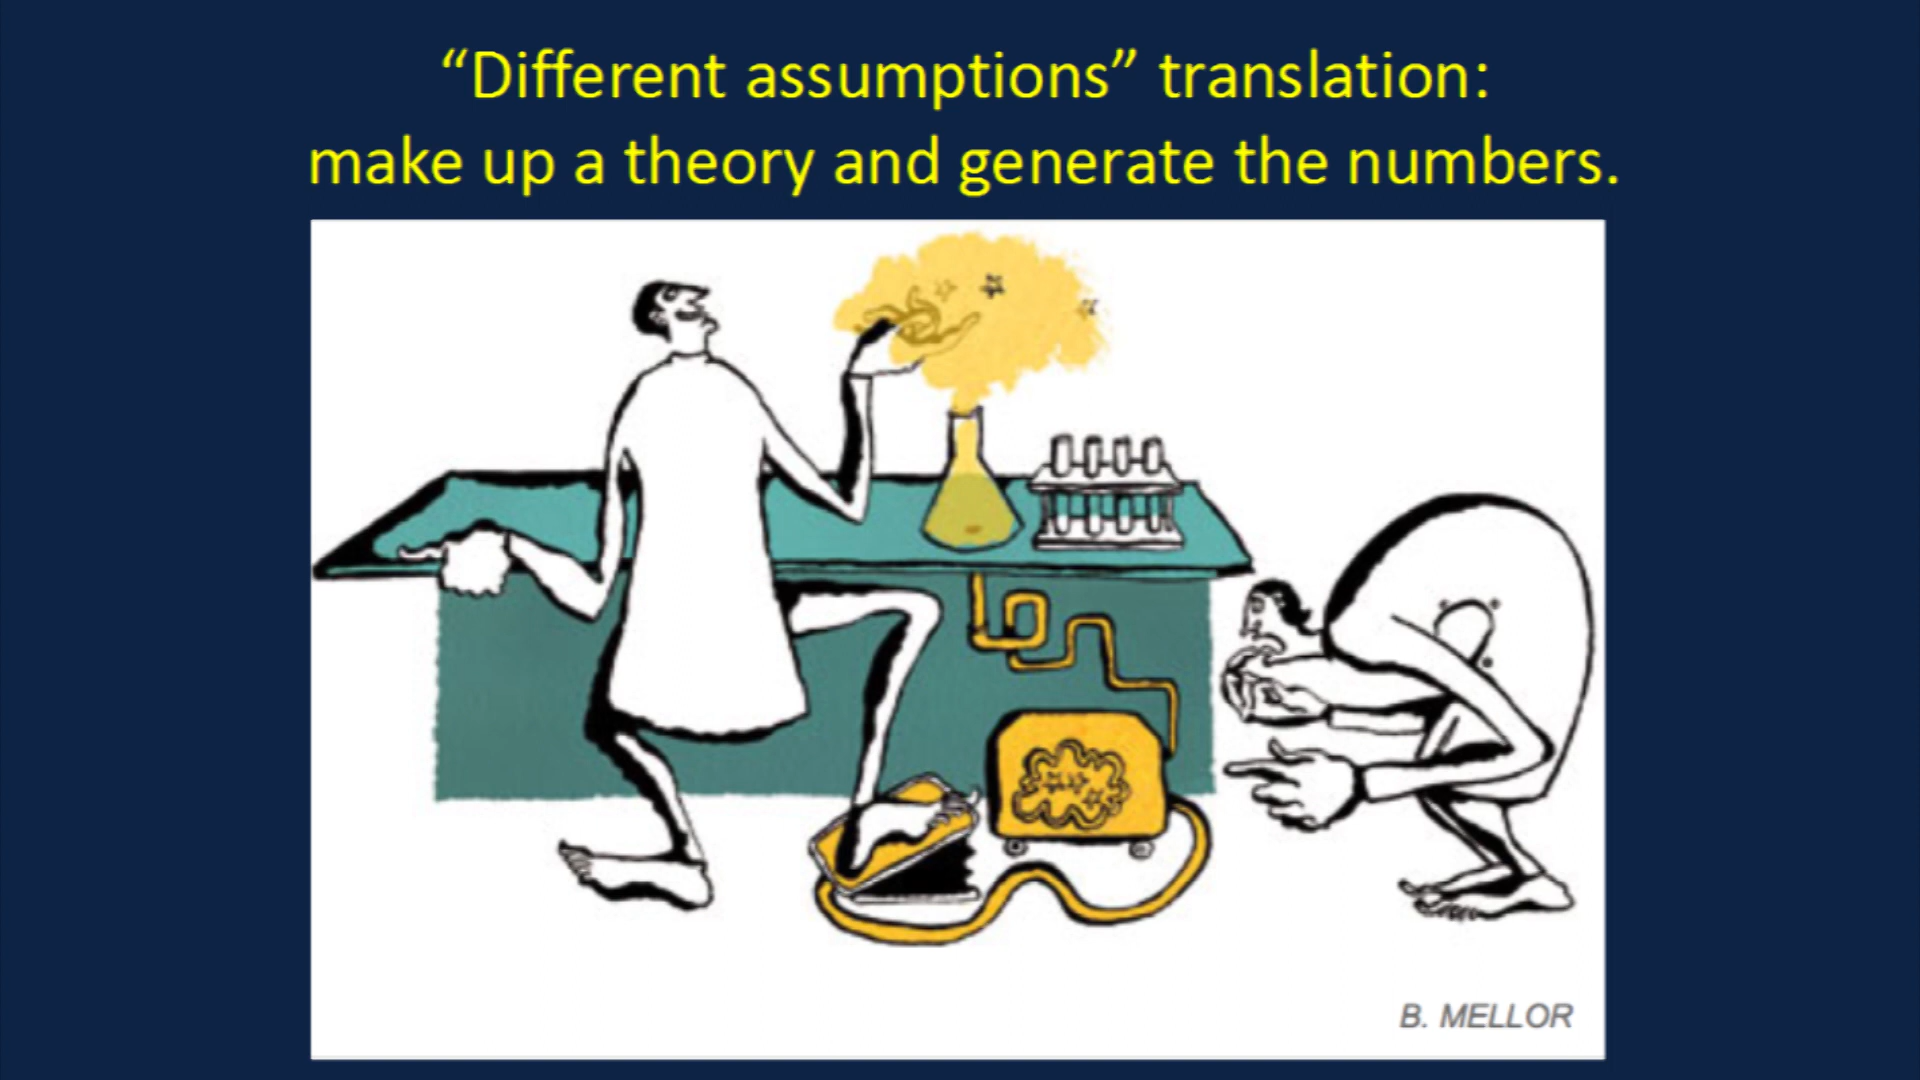 “Different assumptions” translation:
make up a theory and generate the numbers.
B. MELLOR